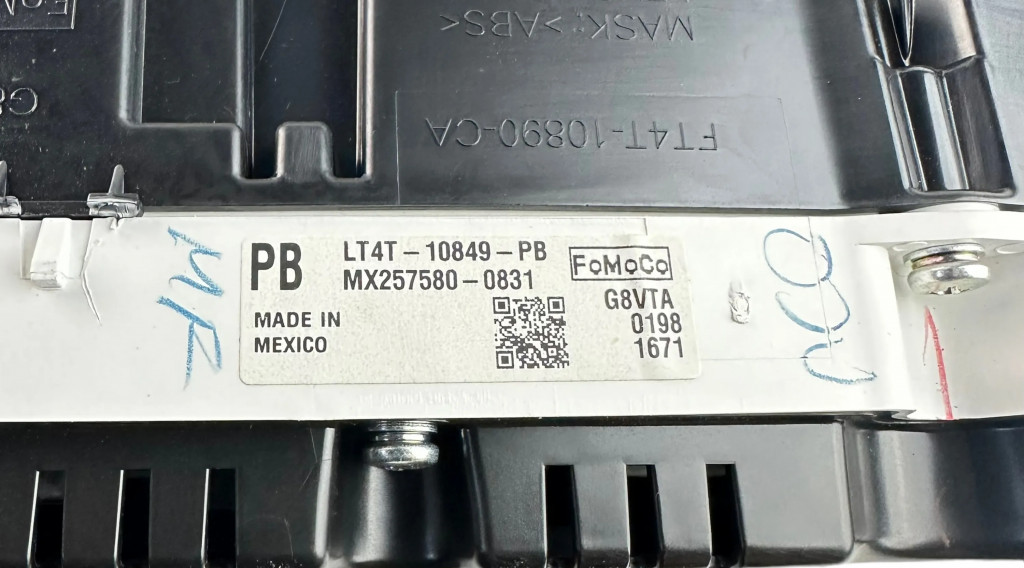 MASK: >ABS<
FT4T-10890-CA
PB
LT4T-10849-PB
MX257580-0831
FoMoCo
MADE IN
MEXICO
G8VTA
0198
1671